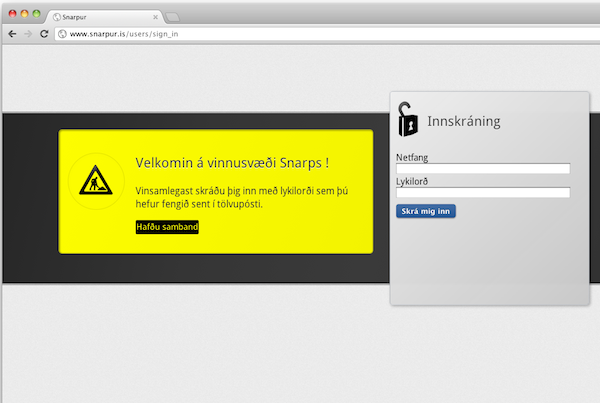 Snarpur
www.snarpur.is/users/sign_in
Velkomin á vinnusvæði Snarps !
Vinsamlegast skráðu þig inn með lykilorði sem þú
hefur fengið sent í tölvupósti.
Hafðu samband
Innskráning
Netfang
Lykilorð
Skrá mig inn